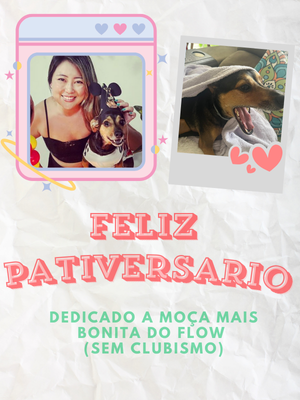 FELIZ
PATIVERSARIO
DEDICADO A MOÇA MAIS
BONITA DO FLOW
(SEM CLUBISMO)